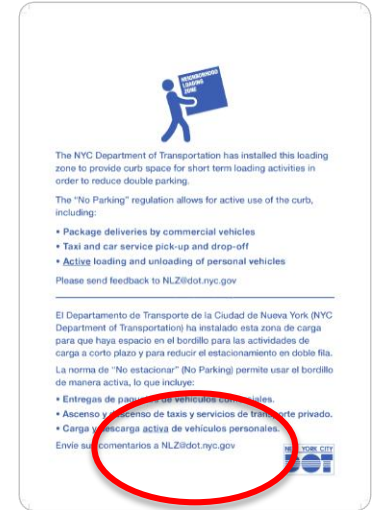 NEIGHBORHOOD
LOADING
ZONE
The NYC Department of Transportation has installed this loading
zone to provide curb space for short term loading activities in
order to reduce double parking.
The "No Parking" regulation allows for active use of the curb,
including:
• Package deliveries by commercial vehicles
• Taxi and car service pick-up and drop-off
• Active loading and unloading of personal vehicles
Please send feedback to NLZ@dot.nyc.gov
El Departamento de Transporte de la Ciudad de Nueva York (NYC
Department of Transportation) ha instalado esta zona de carga
para que haya espacio en el bordillo para las actividades de
carga a corto plazo y para reducir el estacionamiento en doble fila.
La norma de "No estacionar" (No Parking) permite usar el bordillo
de manera activa, lo que incluye:
• Entregas de paquetes de vehículos comerciales.
• Ascenso y descenso de taxis y servicios de transporte privado.
• Carga y descarga activa de vehículos personales.
Envíe sus comentarios a NLZ@dot.nyc.gov
NEW YORK CITY
DOT